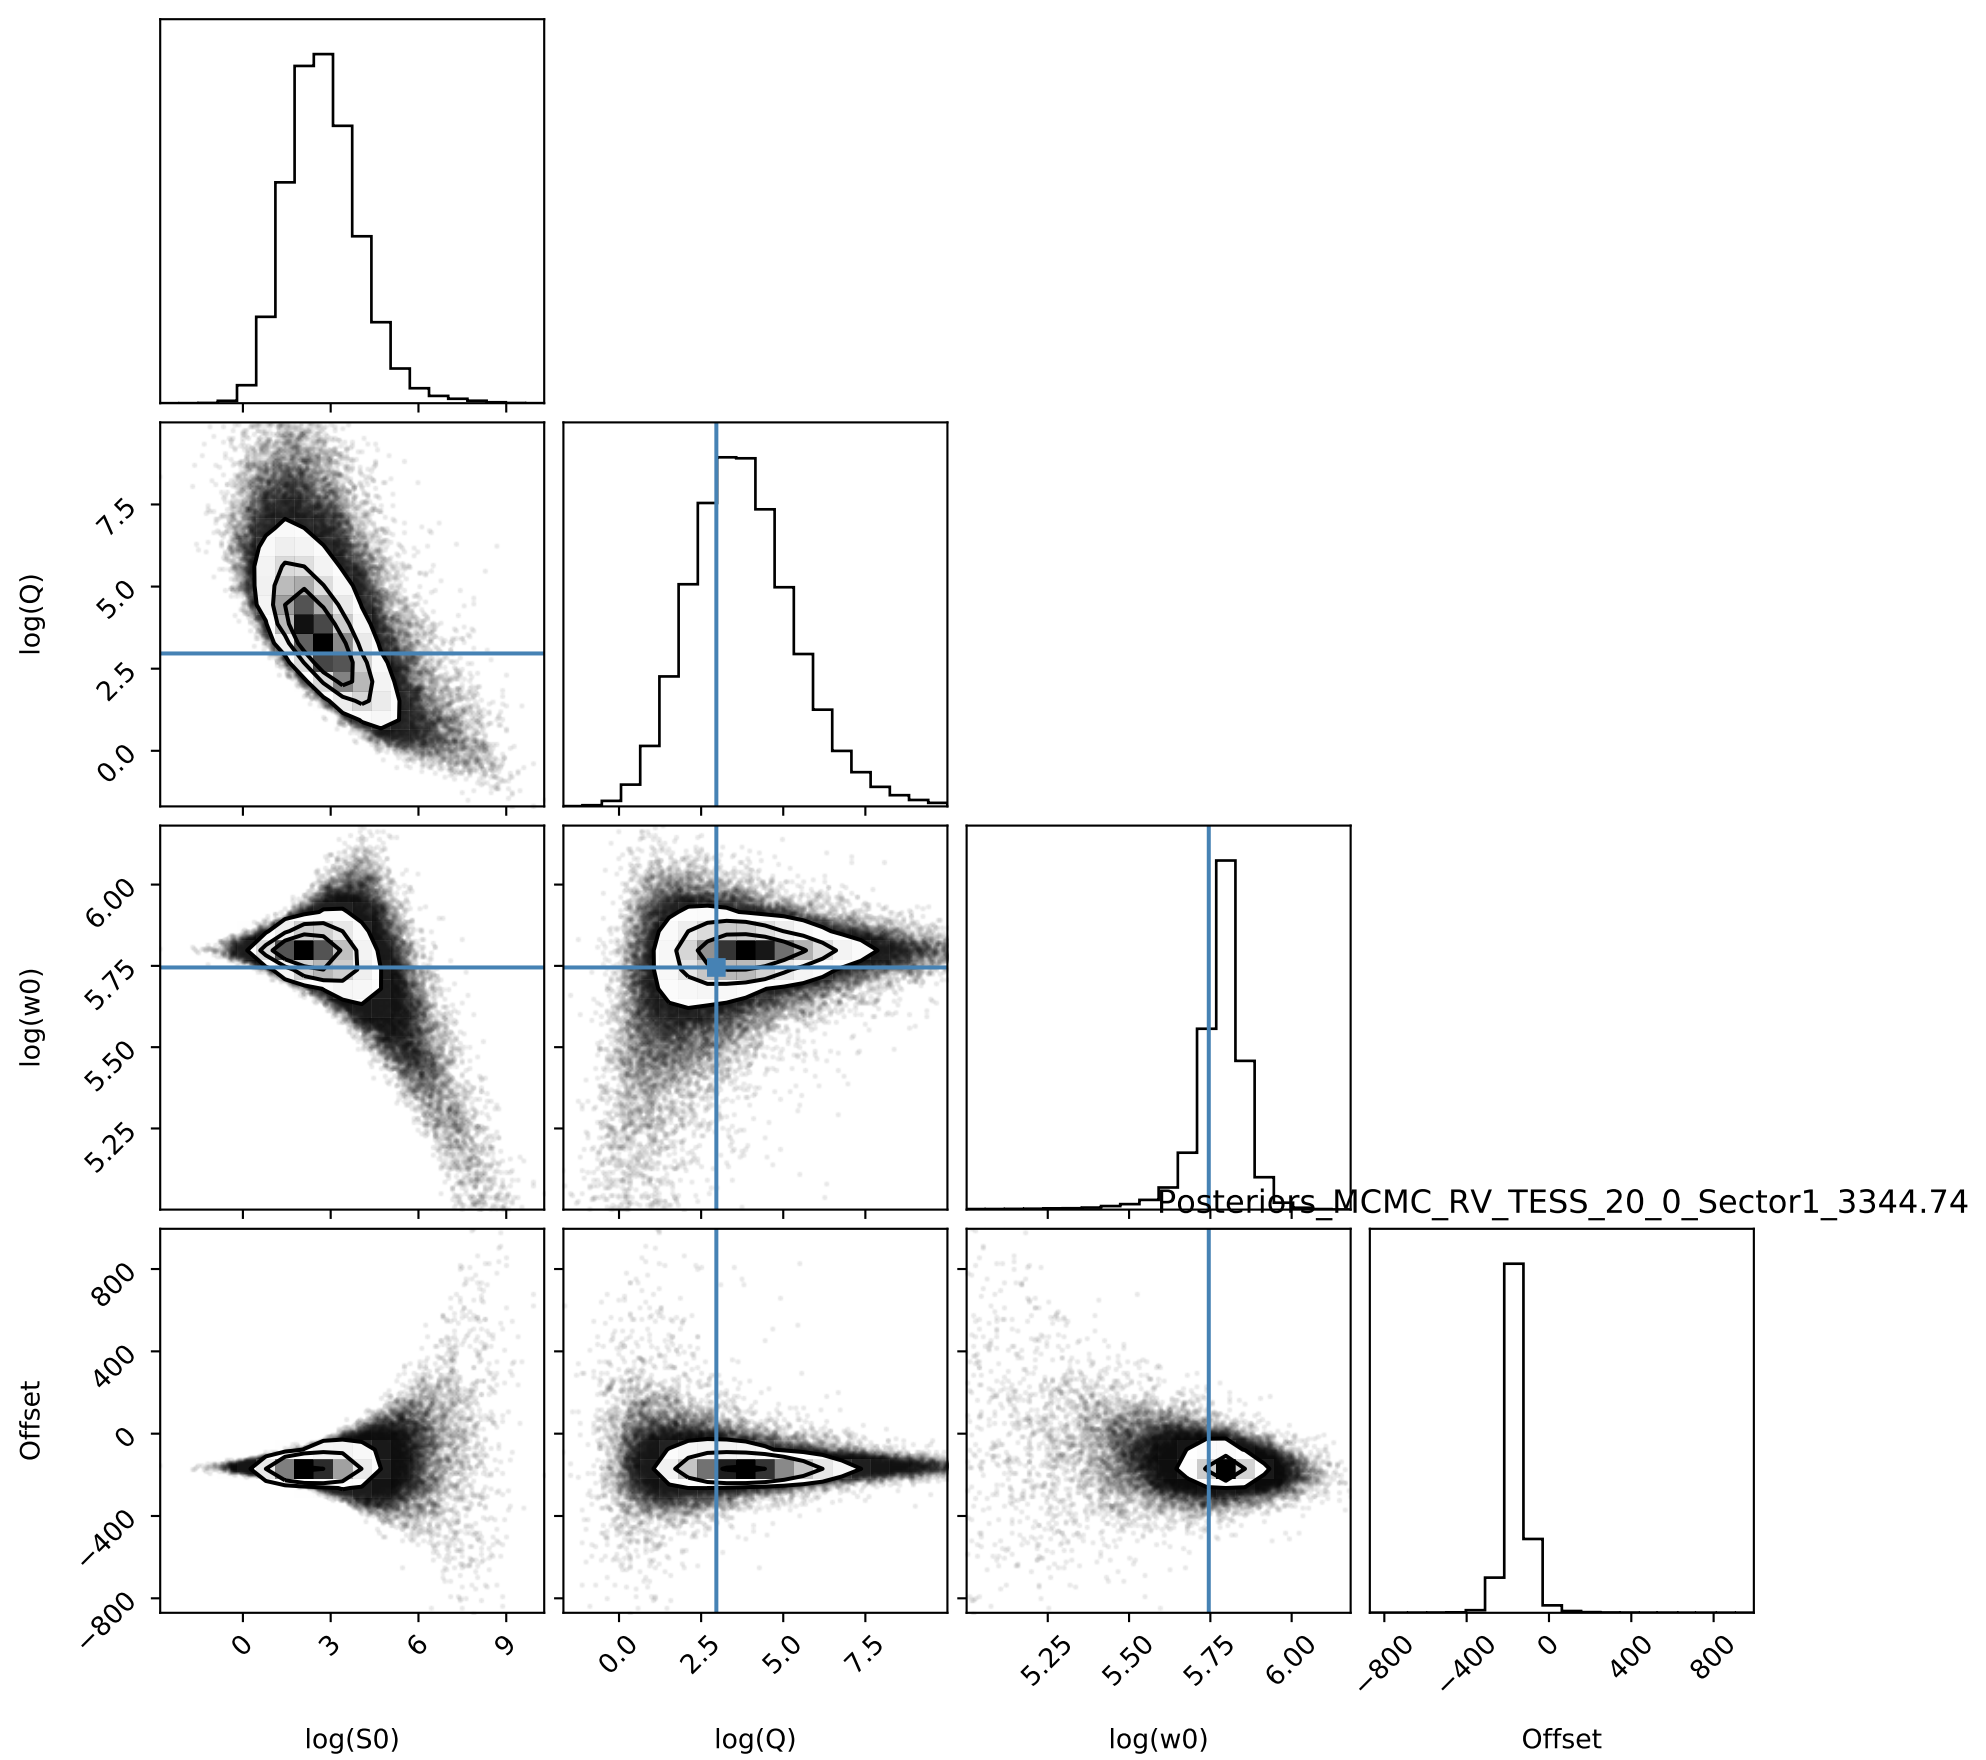 log(Q)
7.5
5.0
2.5
0.0
log(w0)
6.00
5.75
5.50
5.25
Posteriors_MCMC_RV_TESS_20_0_Sector1_3344.74
Offset
800
400
0
−400
−800
0 3 6 9
0.0 2.5 5.0 7.5
5.25 5.50 5.75 6.00
−800 −400 0 400 800
log(S0) log(Q) log(w0) Offset